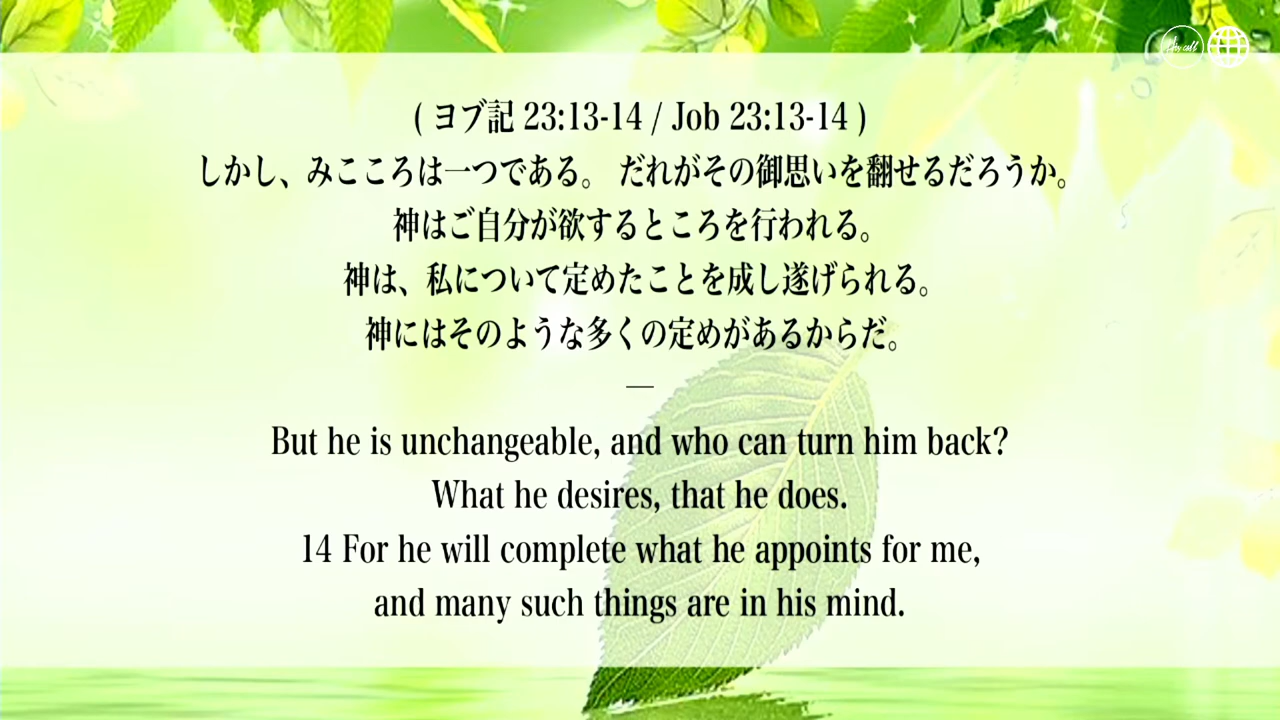 ( ヨブ記 23:13-14 / Job 23:13-14 )
しかし、みこころは一つである。 だれがその御思いを翻せるだろうか。
神はご自分が欲するところを行われる。
神は、私について定めたことを成し遂げられる。
神にはそのような多くの定めがあるからだ。
—
But he is unchangeable, and who can turn him back?
What he desires, that he does.
14 For he will complete what he appoints for me,
and many such things are in his mind.